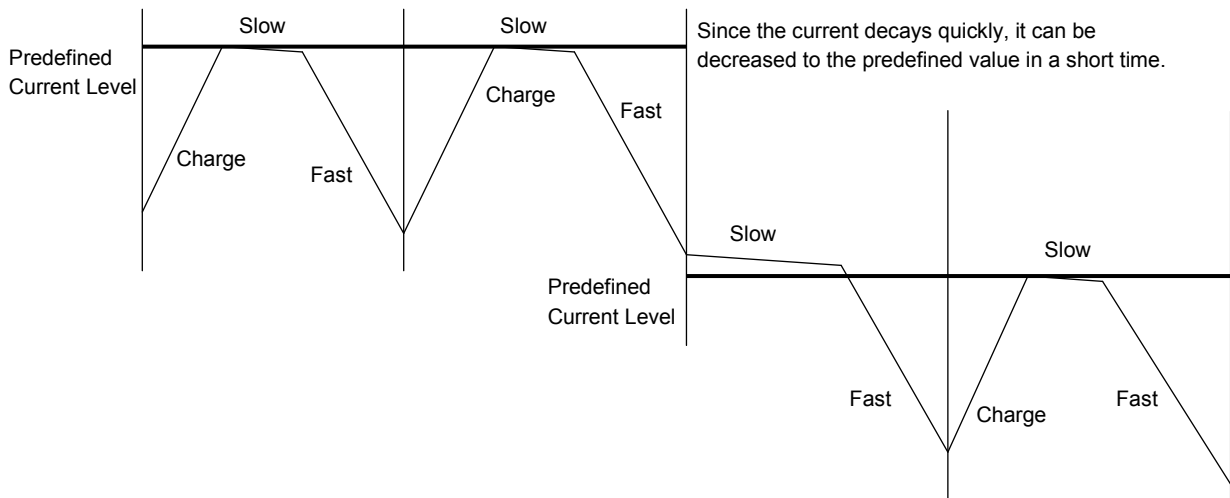 Slow
Slow
Since the current decays quickly, it can be
decreased to the predefined value in a short time.
Predefined
Current Level
Charge
Fast
Charge
Fast
Slow
Slow
Predefined
Current Level
Fast
Charge
Fast